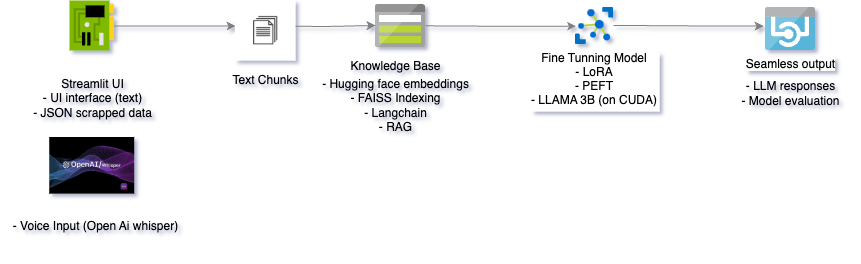 Streamlit UI
- UI interface (text)
- JSON scrapped data
OpenAI/Whisper
- Voice Input (Open Ai whisper)
Text Chunks
Knowledge Base
- Hugging face embeddings
- FAISS Indexing
- Langchain
- RAG
Fine Tunning Model
- LoRA
- PEFT
- LLAMA 3B (on CUDA)
Seamless output
- LLM responses
- Model evaluation